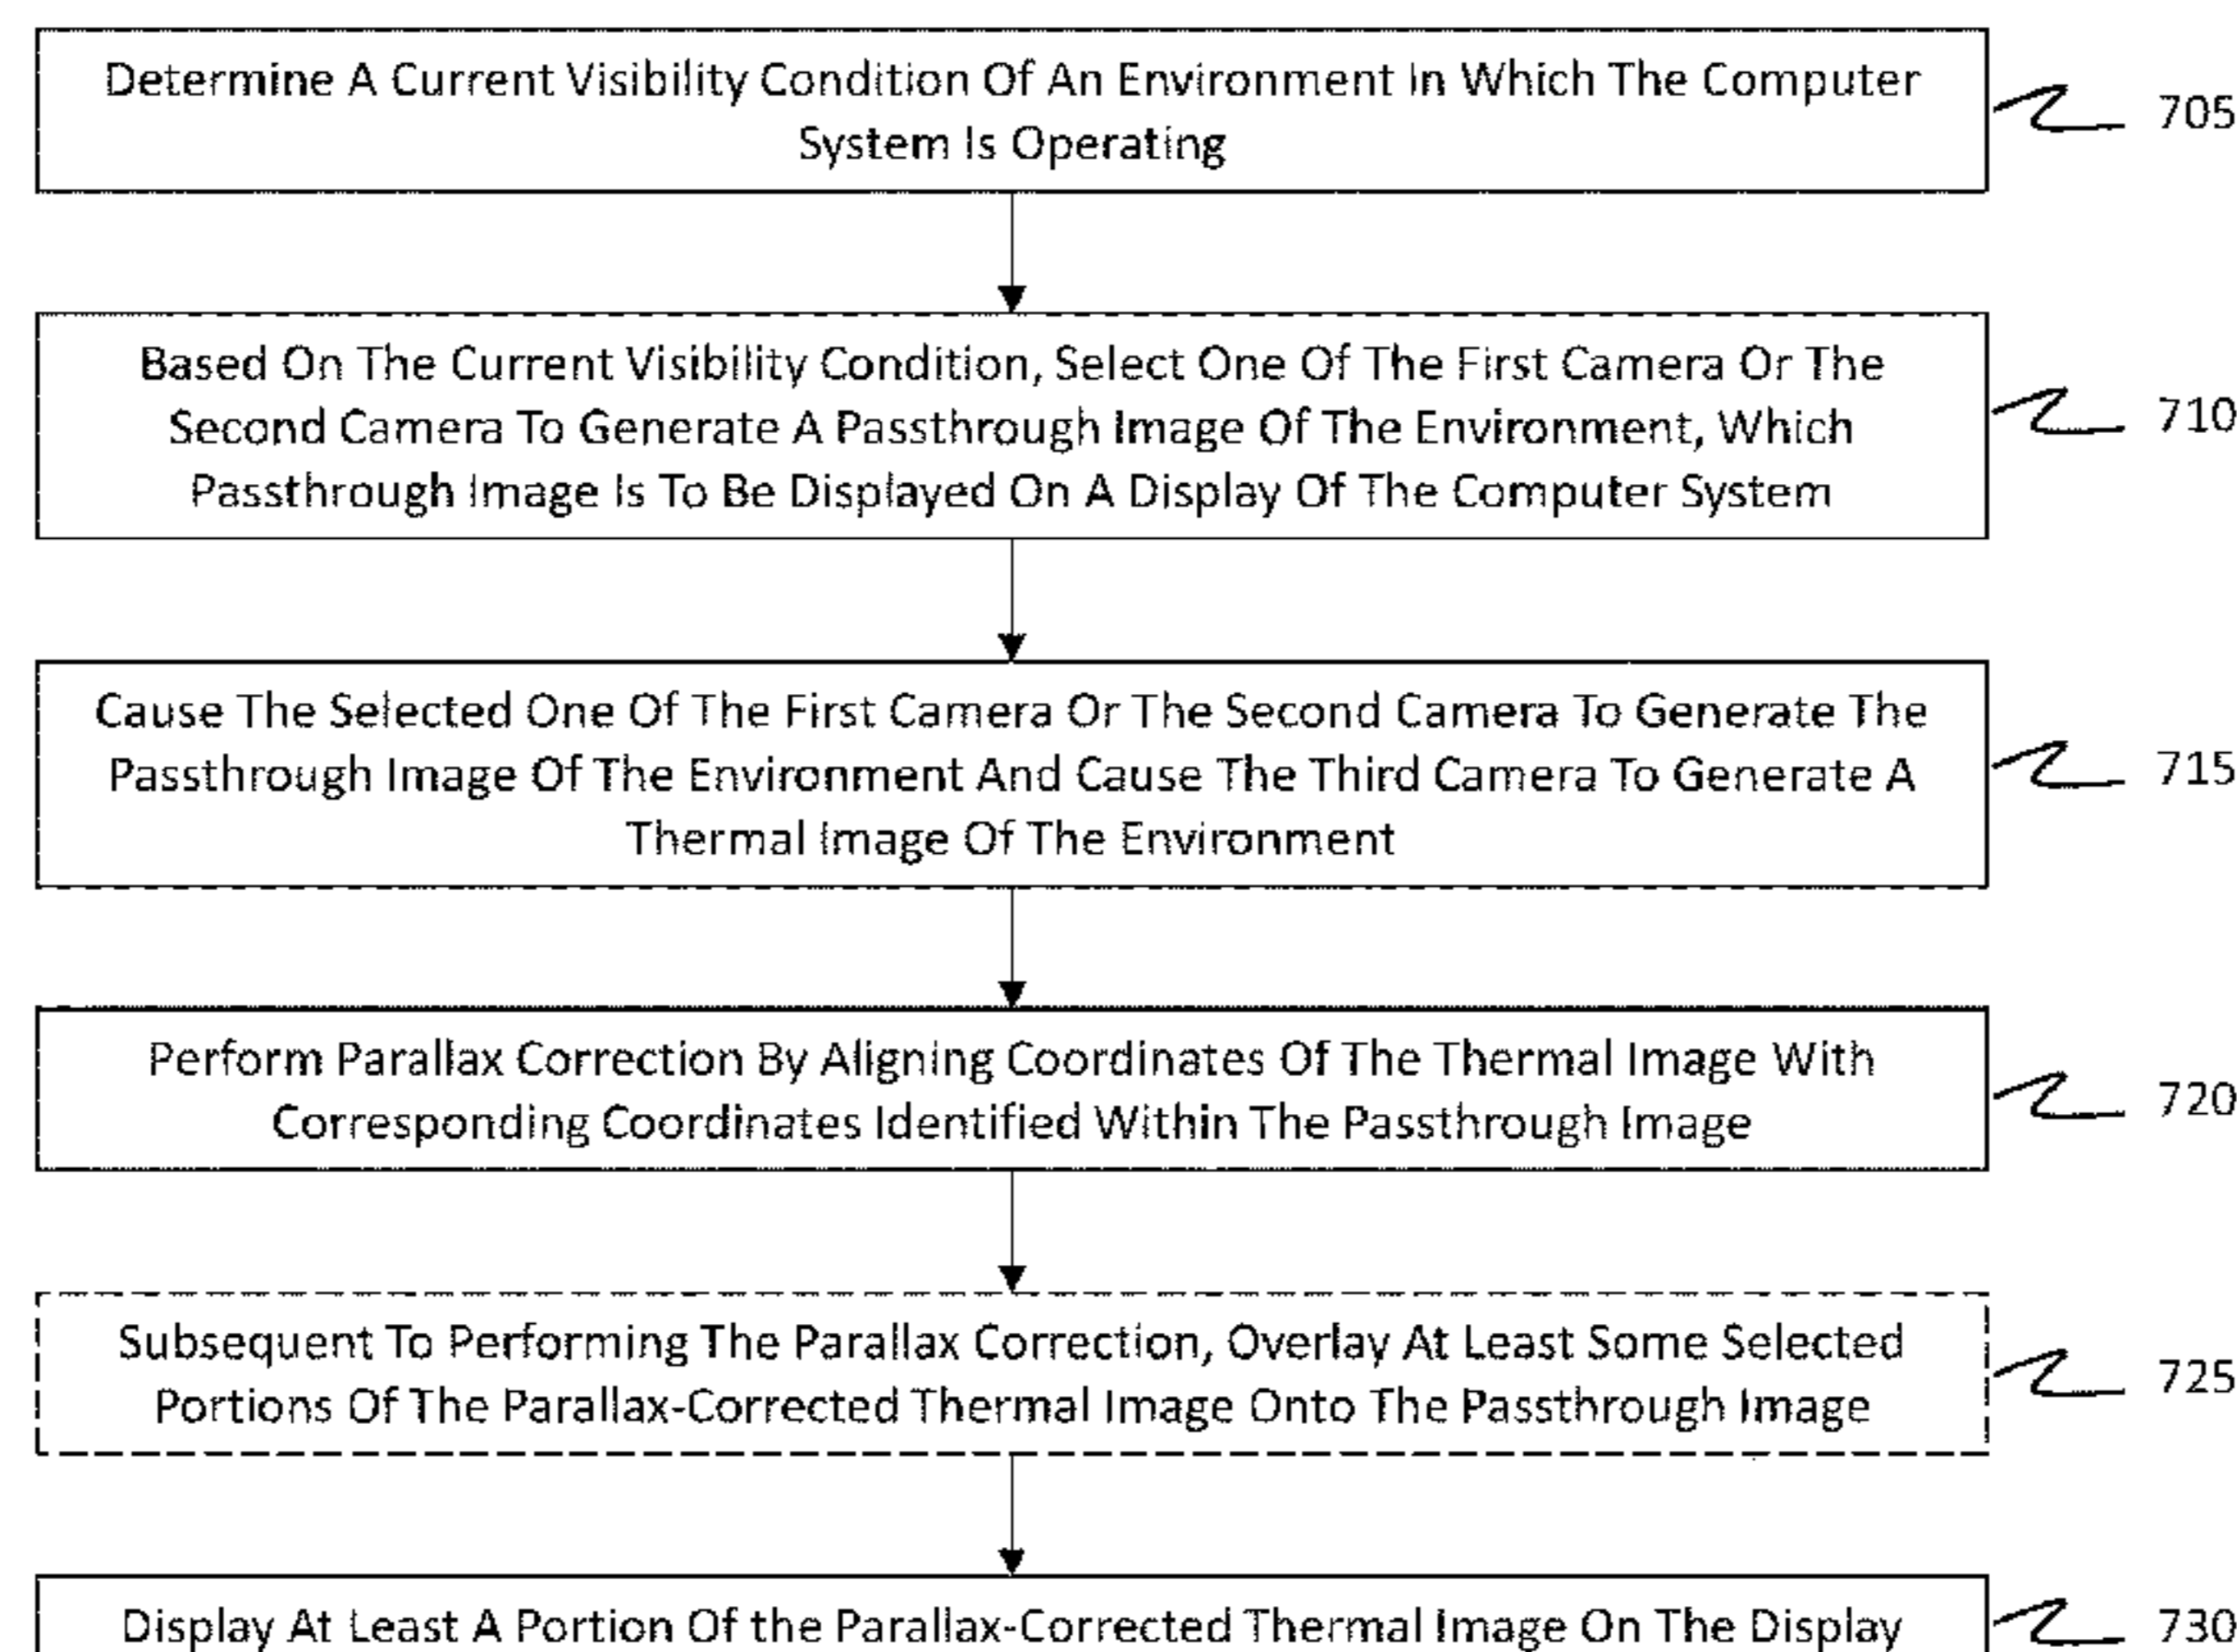 Determine A Current Visibility Condition Of An Environment In Which The Computer
System Is Operating
705
Based On The Current Visibility Condition, Select One Of The First Camera Or The
Second Camera To Generate A Passthrough Image Of The Environment, Which
Passthrough Image Is To Be Displayed On A Display Of The Computer System
710
Cause The Selected One Of The First Camera Or The Second Camera To Generate The
Passthrough Image Of The Environment And Cause The Third Camera To Generate A
Thermal Image Of The Environment
715
Perform Parallax Correction By Aligning Coordinates Of The Thermal Image With
Corresponding Coordinates Identified Within The Passthrough Image
720
Subsequent To Performing The Parallax Correction, Overlay At Least Some Selected
Portions Of The Parallax-Corrected Thermal Image Onto The Passthrough Image
725
Display At Least A Portion Of the Parallax-Corrected Thermal Image On The Display
730